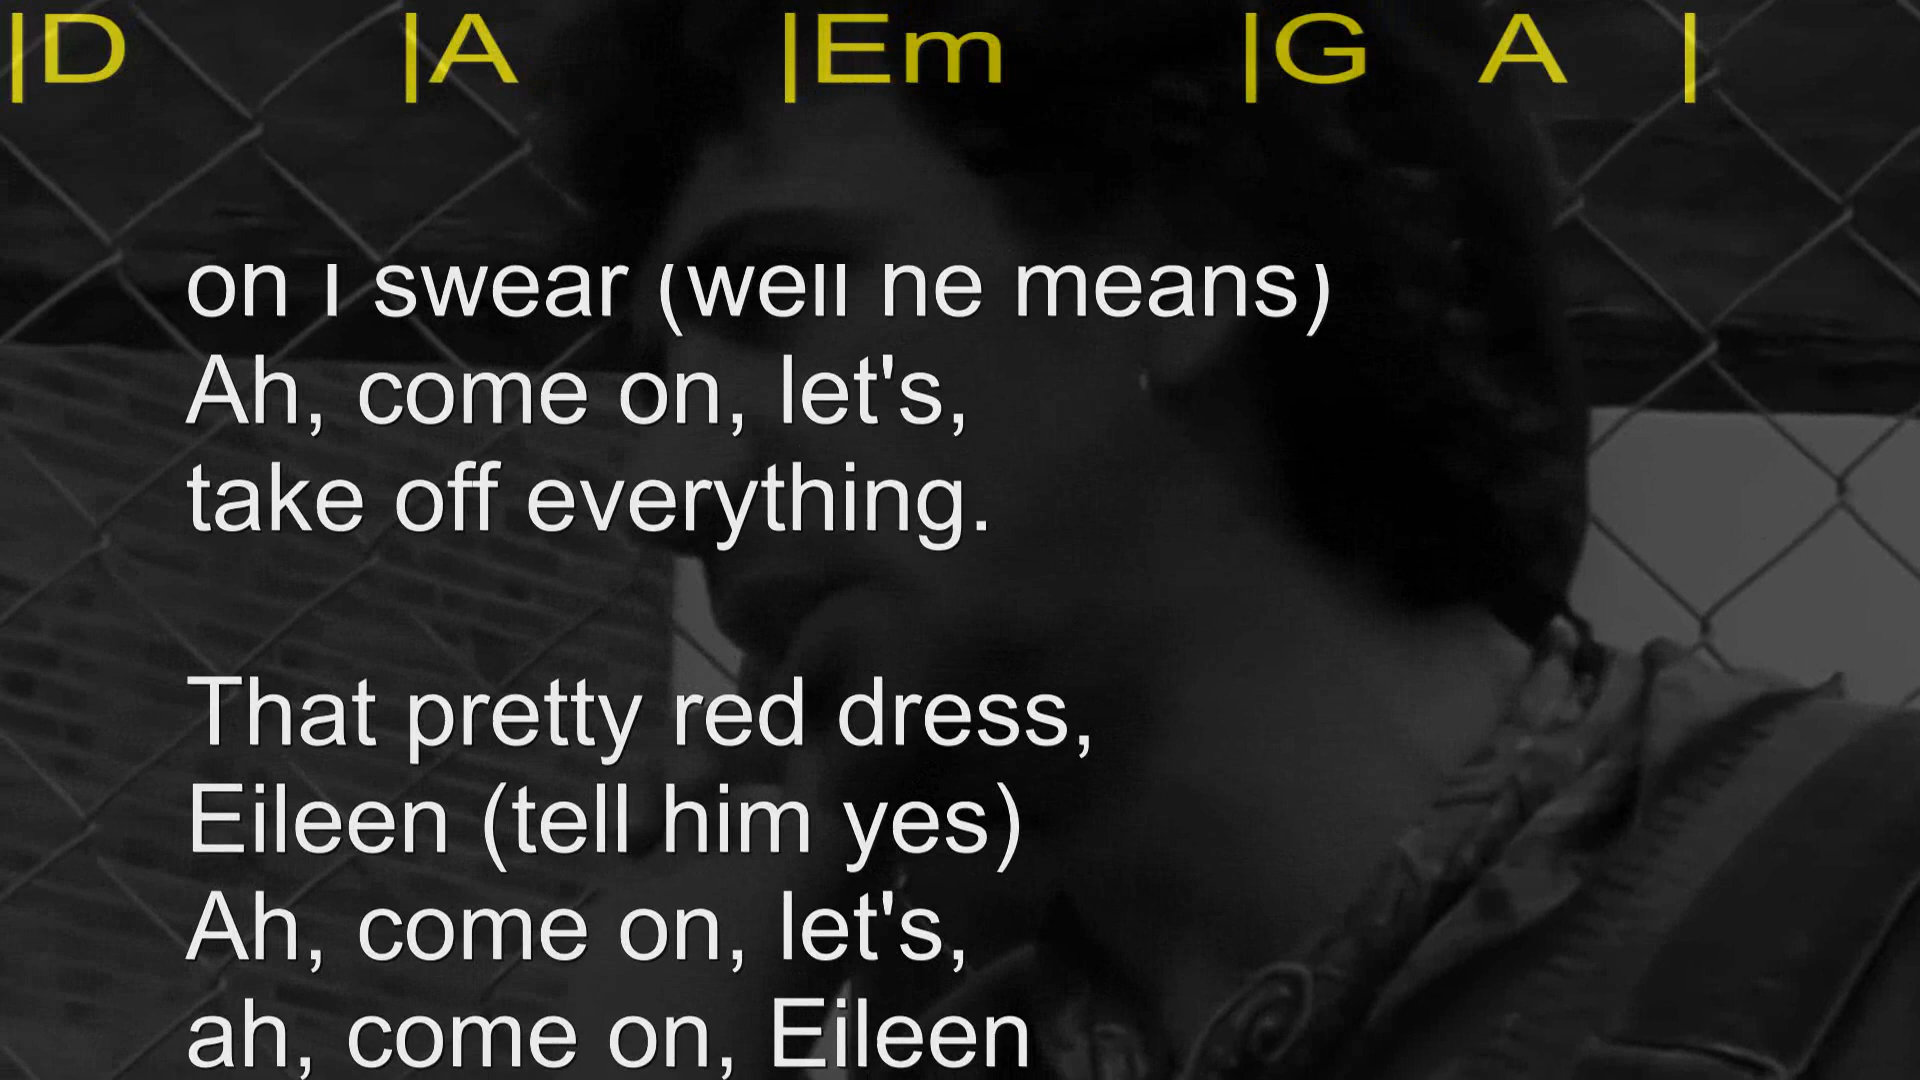 |D |A |Em |G A |
on I swear (well he means)
Ah, come on, let's,
take off everything.
That pretty red dress,
Eileen (tell him yes)
Ah, come on, let's,
ah, come on, Eileen